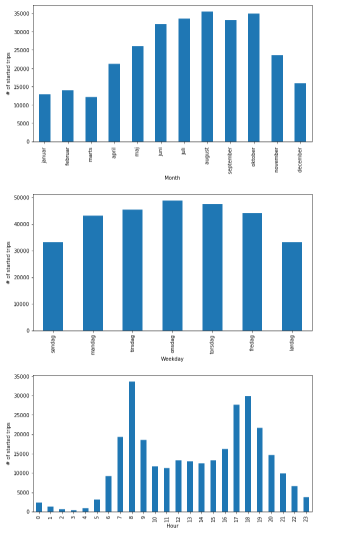 35000
30000
25000
20000
15000
10000
5000
0
# of started trips
januar
februar
marts
april
maj
juni
juli
august
september
oktober
november
december
Month
50000
40000
30000
20000
10000
0
# of started trips
søndag
mandag
tirsdag
onsdag
torsdag
fredag
lørdag
Weekday
35000
30000
25000
20000
15000
10000
5000
0
# of started trips
0
1
2
3
4
5
6
7
8
9
10
11
12
13
14
15
16
17
18
19
20
21
22
23
Hour